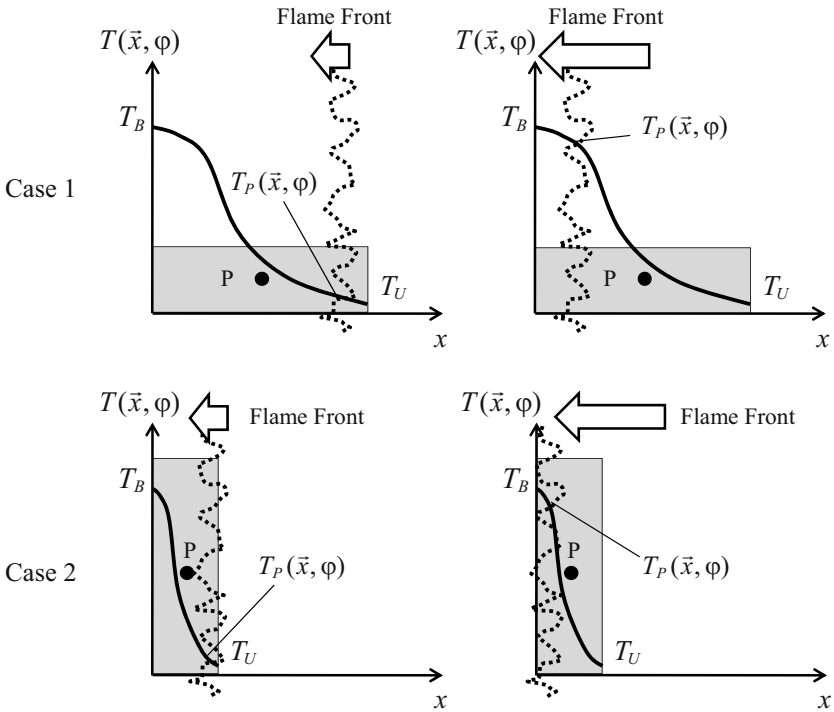 Flame Front
T(x⃗, φ)
T_B
T_P(x⃗, φ)
P
T_U
x
Case 1
Flame Front
T(x⃗, φ)
T_B
T_P(x⃗, φ)
P
T_U
x
T(x⃗, φ)
Flame Front
T_B
P
T_P(x⃗, φ)
T_U
x
Case 2
T(x⃗, φ)
Flame Front
T_B
P
T_P(x⃗, φ)
T_U
x